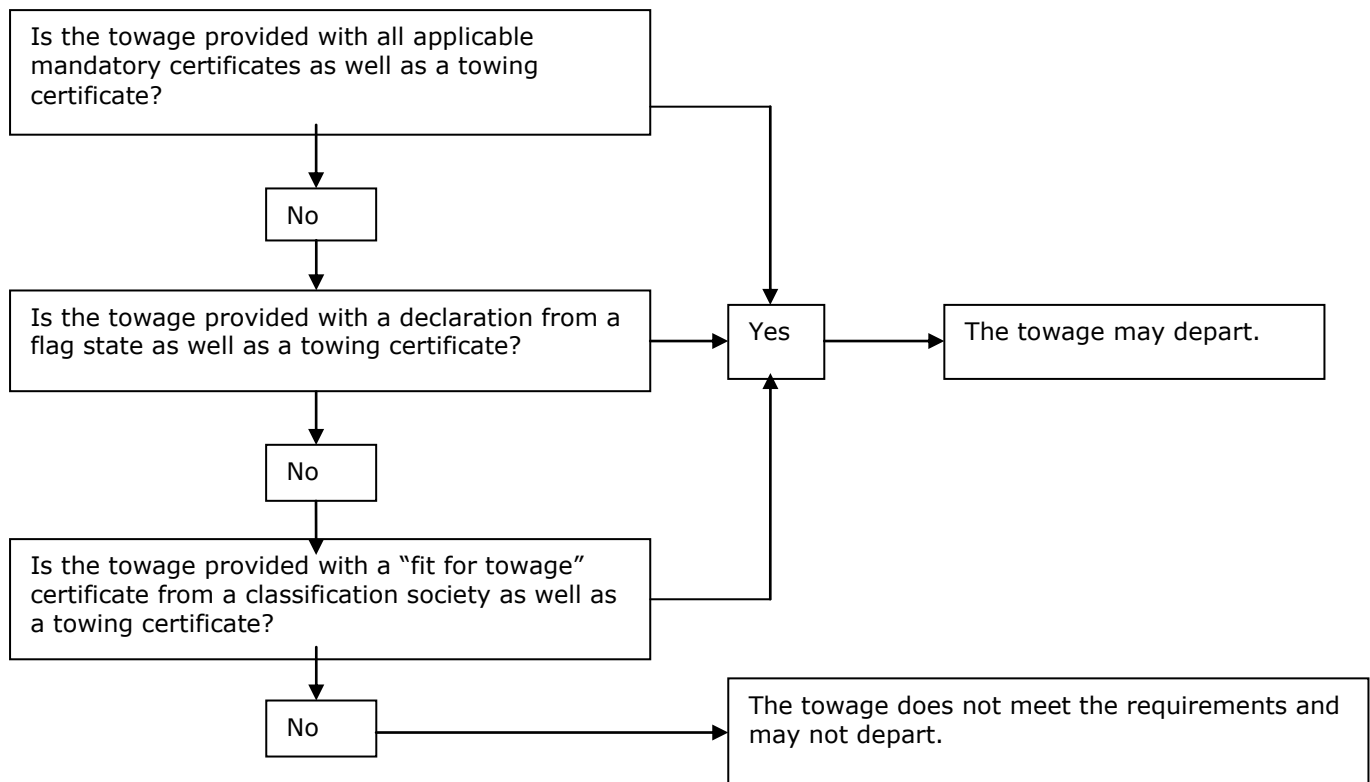 Is the towage provided with all applicable
mandatory certificates as well as a towing
certificate?
No
Is the towage provided with a declaration from a
flag state as well as a towing certificate?
Yes
The towage may depart.
No
Is the towage provided with a “fit for towage”
certificate from a classification society as well as
a towing certificate?
No
The towage does not meet the requirements and
may not depart.